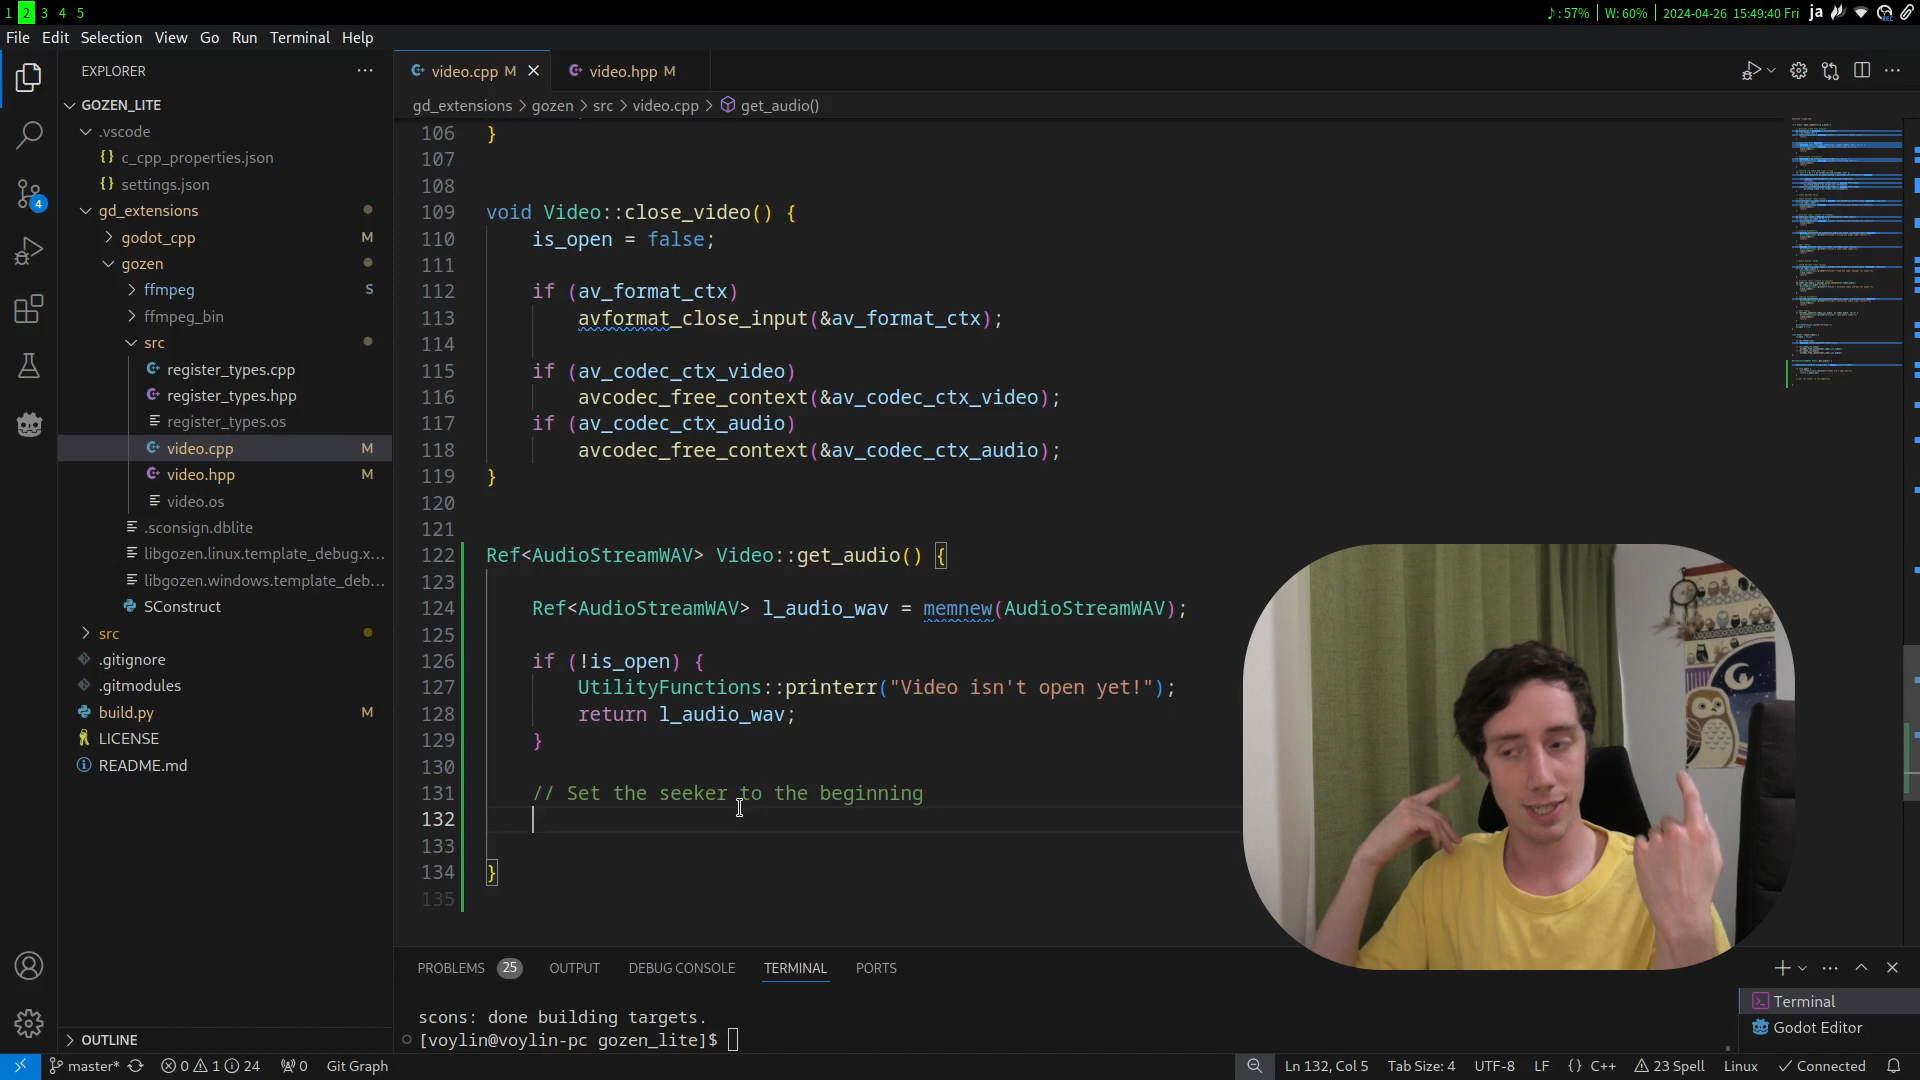 1 2 3 4 5
♪: 57% | W: 60% | 2024-04-26 15:49:40 Fri ja
File Edit Selection View Go Run Terminal Help
EXPLORER
GOZEN_LITE
.vscode
{} c_cpp_properties.json
{} settings.json
gd_extensions
godot_cpp M
gozen
ffmpeg S
ffmpeg_bin
src
register_types.cpp
register_types.hpp
register_types.os
video.cpp M
video.hpp M
video.os
.sconsign.dblite
libgozen.linux.template_debug.x...
libgozen.windows.template_deb...
SConstruct
src
.gitignore
.gitmodules
build.py M
LICENSE
README.md
OUTLINE
4
video.cpp M
video.hpp M
gd_extensions > gozen > src > video.cpp > get_audio()
106 }
107
108
109 void Video::close_video() {
110 is_open = false;
111
112 if (av_format_ctx)
113 avformat_close_input(&av_format_ctx);
114
115 if (av_codec_ctx_video)
116 avcodec_free_context(&av_codec_ctx_video);
117 if (av_codec_ctx_audio)
118 avcodec_free_context(&av_codec_ctx_audio);
119 }
120
121
122 Ref<AudioStreamWAV> Video::get_audio() {
123
124 Ref<AudioStreamWAV> l_audio_wav = memnew(AudioStreamWAV);
125
126 if (!is_open) {
127 UtilityFunctions::printerr("Video isn't open yet!");
128 return l_audio_wav;
129 }
130
131 // Set the seeker to the beginning
132
133
134 }
135
PROBLEMS 25 OUTPUT DEBUG CONSOLE TERMINAL PORTS
scons: done building targets.
[voylin@voylin-pc gozen_lite]$
Terminal
Godot Editor
master* 0 1 24 0 Git Graph Ln 132, Col 5 Tab Size: 4 UTF-8 LF {} C++ 23 Spell Linux Connected